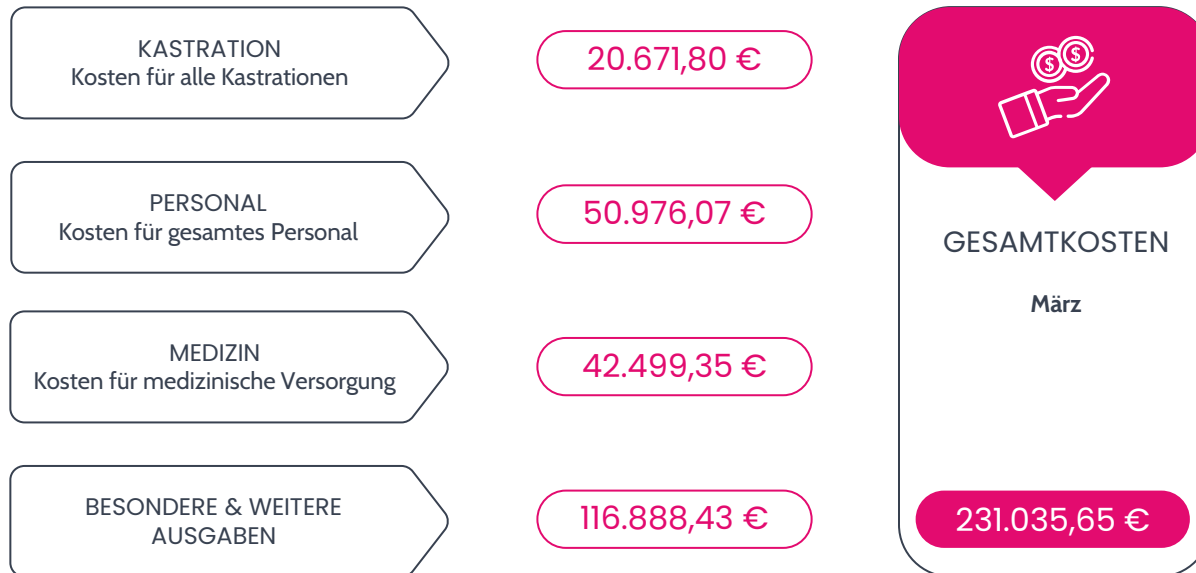 KASTRATION
Kosten für alle Kastrationen
20.671,80 €
PERSONAL
Kosten für gesamtes Personal
50.976,07 €
MEDIZIN
Kosten für medizinische Versorgung
42.499,35 €
BESONDERE & WEITERE
AUSGABEN
116.888,43 €
$ $
GESAMTKOSTEN
März
231.035,65 €